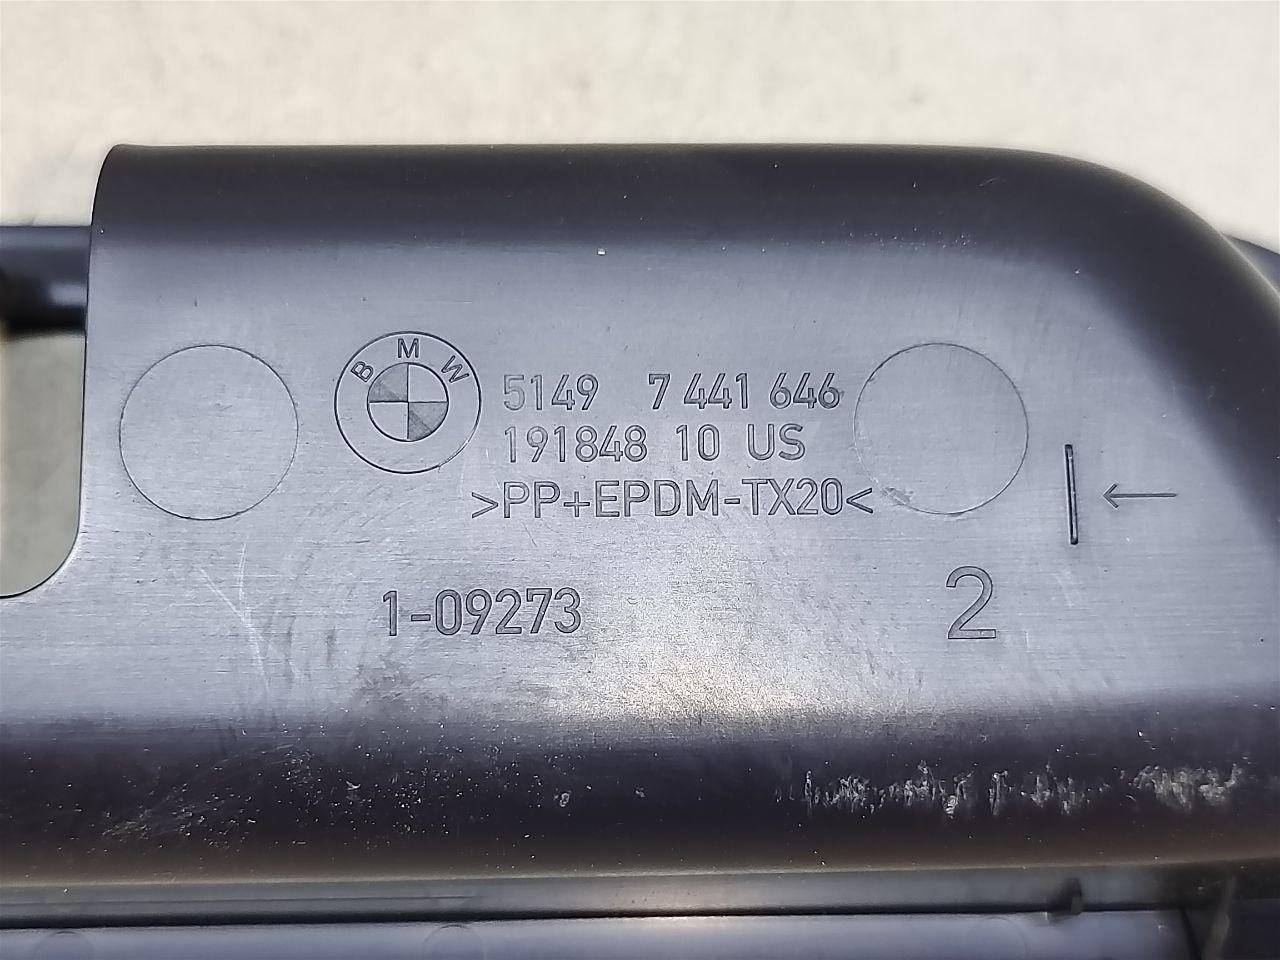 BMW
5149 7 441 646
191848 10 US
>PP+EPDM-TX20<
1-09273
2